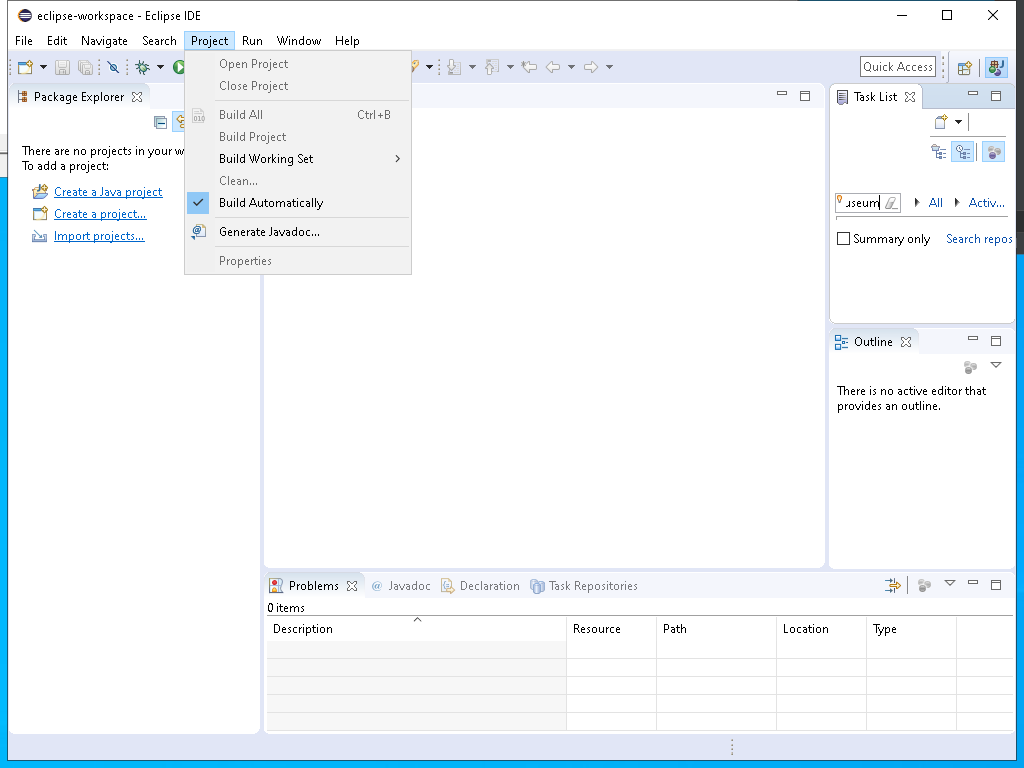 eclipse-workspace - Eclipse IDE
File Edit Navigate Search Project Run Window Help
Quick Access
Open Project
Close Project
Build All Ctrl+B
Build Project
Build Working Set
Clean...
Build Automatically
Generate Javadoc...
Properties
Package Explorer
There are no projects in your
To add a project:
Create a Java project
Create a project...
Import projects...
Task List
All Activ...
Summary only Search repos
Outline
There is no active editor that
provides an outline.
Problems @ Javadoc Declaration Task Repositories
0 items
Description Resource Path Location Type